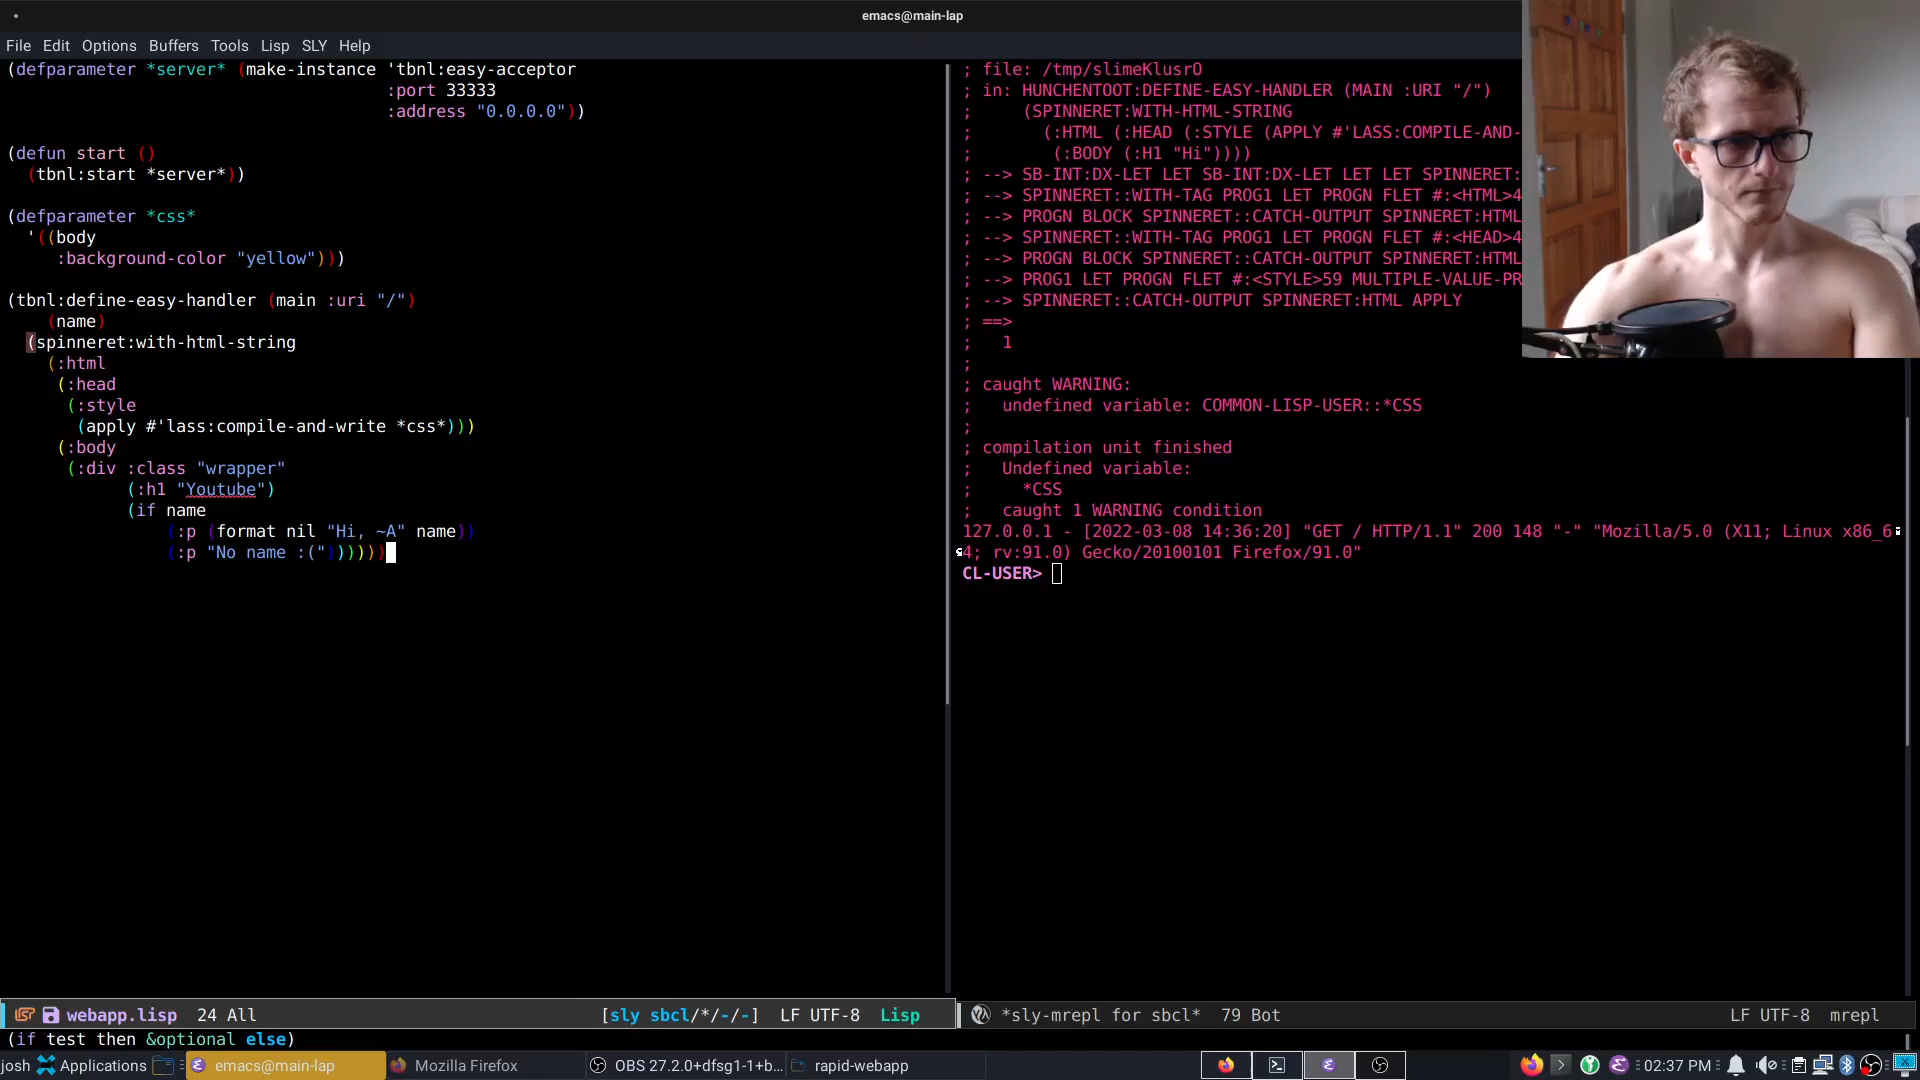 emacs@main-lap
File Edit Options Buffers Tools Lisp SLY Help
(defparameter *server* (make-instance 'tbnl:easy-acceptor
:port 33333
:address "0.0.0.0"))
(defun start ()
(tbnl:start *server*))
(defparameter *css*
'((body
:background-color "yellow")))
(tbnl:define-easy-handler (main :uri "/")
(name)
(spinneret:with-html-string
(:html
(:head
(:style
(apply #'lass:compile-and-write *css*)))
(:body
(:div :class "wrapper"
(:h1 "Youtube")
(if name
(:p (format nil "Hi, ~A" name))
(:p "No name :("))))))
; file: /tmp/slimeKlusrO
; in: HUNCHENTOOT:DEFINE-EASY-HANDLER (MAIN :URI "/")
; (SPINNERET:WITH-HTML-STRING
; (:HTML (:HEAD (:STYLE (APPLY #'LASS:COMPILE-AND-
; (:BODY (:H1 "Hi"))))
; --> SB-INT:DX-LET LET SB-INT:DX-LET LET LET SPINNERET:
; --> SPINNERET::WITH-TAG PROG1 LET PROGN FLET #:<HTML>4
; --> PROGN BLOCK SPINNERET::CATCH-OUTPUT SPINNERET:HTML
; --> SPINNERET::WITH-TAG PROG1 LET PROGN FLET #:<HEAD>4
; --> PROGN BLOCK SPINNERET::CATCH-OUTPUT SPINNERET:HTML
; --> PROG1 LET PROGN FLET #:<STYLE>59 MULTIPLE-VALUE-PR
; --> SPINNERET::CATCH-OUTPUT SPINNERET:HTML APPLY
; ==>
; 1
;
; caught WARNING:
; undefined variable: COMMON-LISP-USER::*CSS
;
; compilation unit finished
; Undefined variable:
; *CSS
; caught 1 WARNING condition
127.0.0.1 - [2022-03-08 14:36:20] "GET / HTTP/1.1" 200 148 "-" "Mozilla/5.0 (X11; Linux x86_6
4; rv:91.0) Gecko/20100101 Firefox/91.0"
CL-USER>
webapp.lisp 24 All [sly sbcl/*/-/-] LF UTF-8 Lisp
*sly-mrepl for sbcl* 79 Bot LF UTF-8 mrepl
(if test then &optional else)
josh Applications emacs@main-lap Mozilla Firefox OBS 27.2.0+dfsg1-1+b... rapid-webapp 02:37 PM